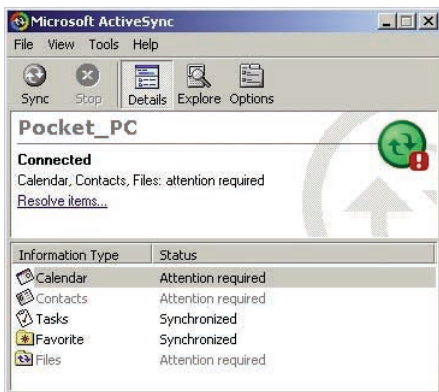 Microsoft ActiveSync
File View Tools Help
Sync Stop Details Explore Options
Pocket_PC
Connected
Calendar, Contacts, Files: attention required
Resolve items...
Information Type Status
Calendar Attention required
Contacts Attention required
Tasks Synchronized
Favorite Synchronized
Files Attention required